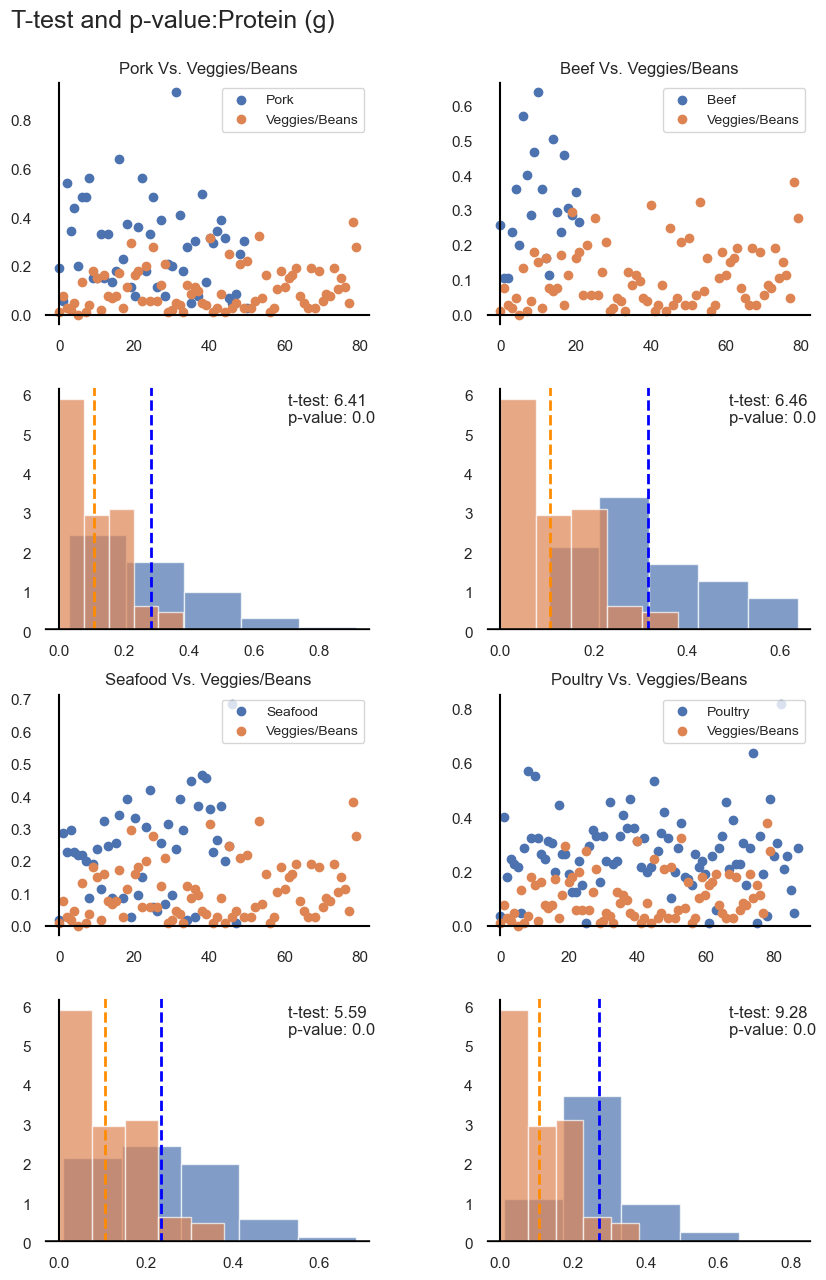 T-test and p-value:Protein (g)
Pork Vs. Veggies/Beans
Beef Vs. Veggies/Beans
Pork
Veggies/Beans
Beef
Veggies/Beans
0.8
0.6
0.4
0.2
0.0
0 20 40 60 80
0.6
0.5
0.4
0.3
0.2
0.1
0.0
0 20 40 60 80
t-test: 6.41
p-value: 0.0
6
5
4
3
2
1
0
0.0 0.2 0.4 0.6 0.8
t-test: 6.46
p-value: 0.0
6
5
4
3
2
1
0
0.0 0.2 0.4 0.6
Seafood Vs. Veggies/Beans
Poultry Vs. Veggies/Beans
Seafood
Veggies/Beans
Poultry
Veggies/Beans
0.7
0.6
0.5
0.4
0.3
0.2
0.1
0.0
0 20 40 60 80
0.8
0.6
0.4
0.2
0.0
0 20 40 60 80
t-test: 5.59
p-value: 0.0
6
5
4
3
2
1
0
0.0 0.2 0.4 0.6
t-test: 9.28
p-value: 0.0
6
5
4
3
2
1
0
0.0 0.2 0.4 0.6 0.8